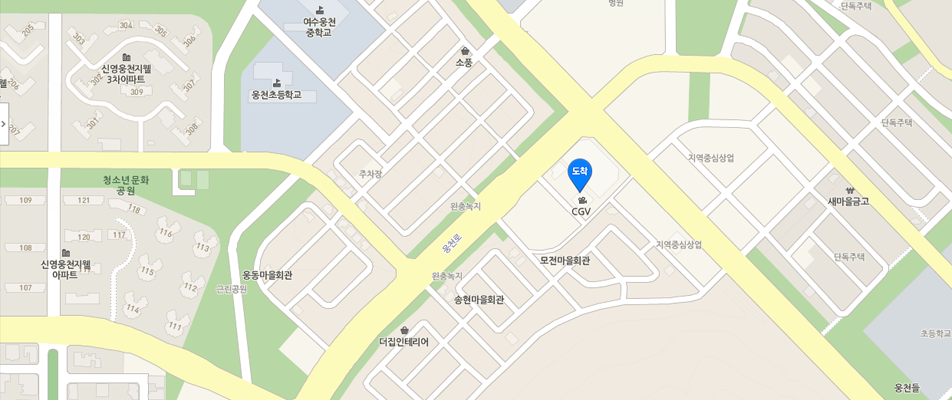 병원
단독주택
여수웅천
중학교
304
205
303
305
306
신영웅천지웰
3차아파트
소풍
302
307
206
309
웅천초등학교
301
308
207
단독주택
지역중심상업
도착
주차장
청소년문화
공원
CGV
새마을금고
완충녹지
109
121
118
웅천로
116
120
117
113
지역중심상업
108
신영웅천지웰
아파트
단독주택
모전마을회관
115
웅동마을회관
완충녹지
107
112
근린공원
송현마을회관
114
111
초등학교
더집인테리어
웅천들